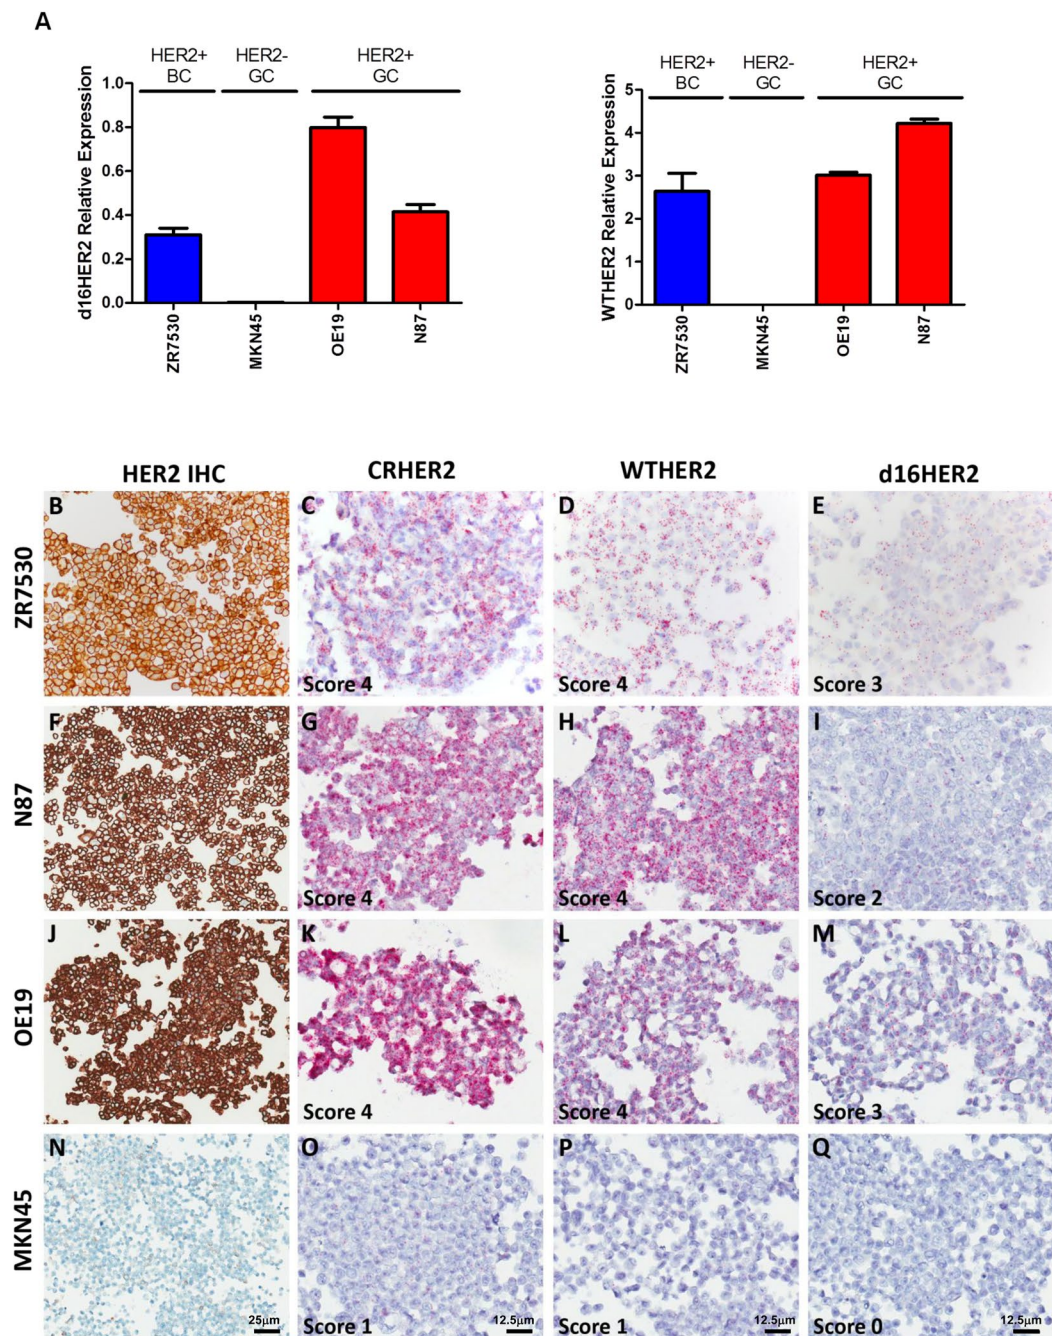 A
HER2+ HER2- HER2+
BC GC GC
d16HER2 Relative Expression
1.0
0.8
0.6
0.4
0.2
0.0
ZR7530
MKN45
OE19
N87
HER2+ HER2- HER2+
BC GC GC
WTHER2 Relative Expression
5
4
3
2
1
0
ZR7530
MKN45
OE19
N87
HER2 IHC CRHER2 WTHER2 d16HER2
ZR7530
B C D E
Score 4 Score 4 Score 3
N87
F G H I
Score 4 Score 4 Score 2
OE19
J K L M
Score 4 Score 4 Score 3
MKN45
N O P Q
25µm 12.5µm 12.5µm 12.5µm
Score 1 Score 1 Score 0